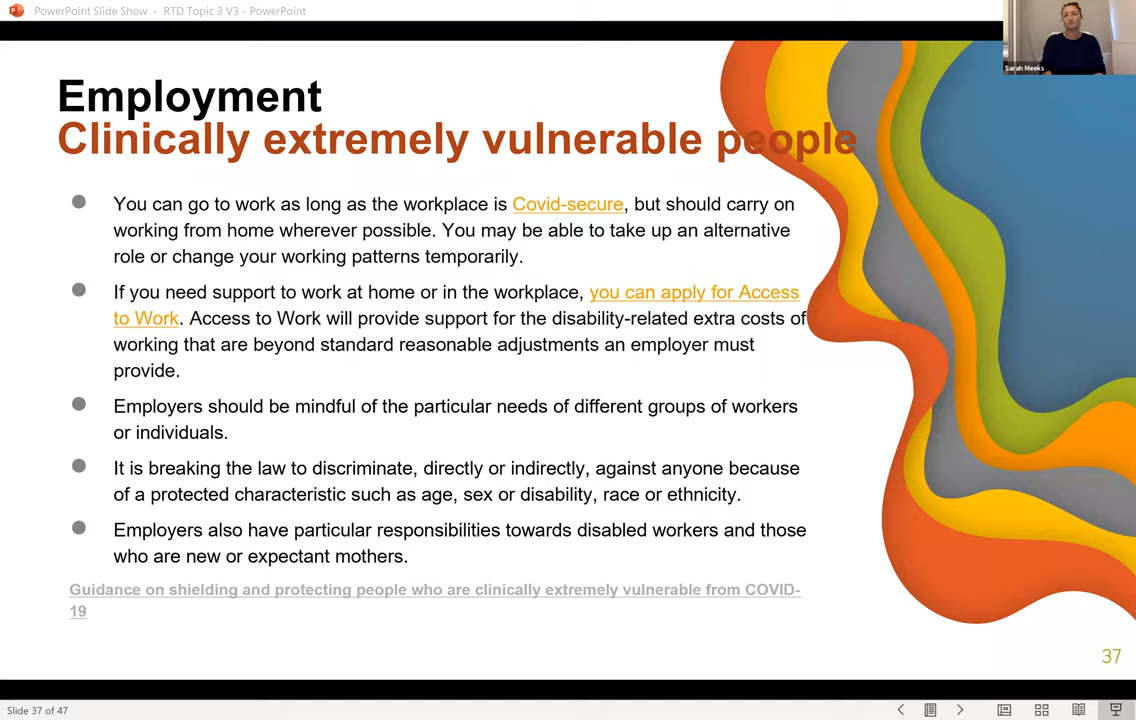 PowerPoint Slide Show - RTD Topic 3 V3 - PowerPoint
Sarah Meeks
Employment
Clinically extremely vulnerable people
You can go to work as long as the workplace is Covid-secure, but should carry on
working from home wherever possible. You may be able to take up an alternative
role or change your working patterns temporarily.
If you need support to work at home or in the workplace, you can apply for Access
to Work. Access to Work will provide support for the disability-related extra costs of
working that are beyond standard reasonable adjustments an employer must
provide.
Employers should be mindful of the particular needs of different groups of workers
or individuals.
It is breaking the law to discriminate, directly or indirectly, against anyone because
of a protected characteristic such as age, sex or disability, race or ethnicity.
Employers also have particular responsibilities towards disabled workers and those
who are new or expectant mothers.
Guidance on shielding and protecting people who are clinically extremely vulnerable from COVID-
19
37
Slide 37 of 47